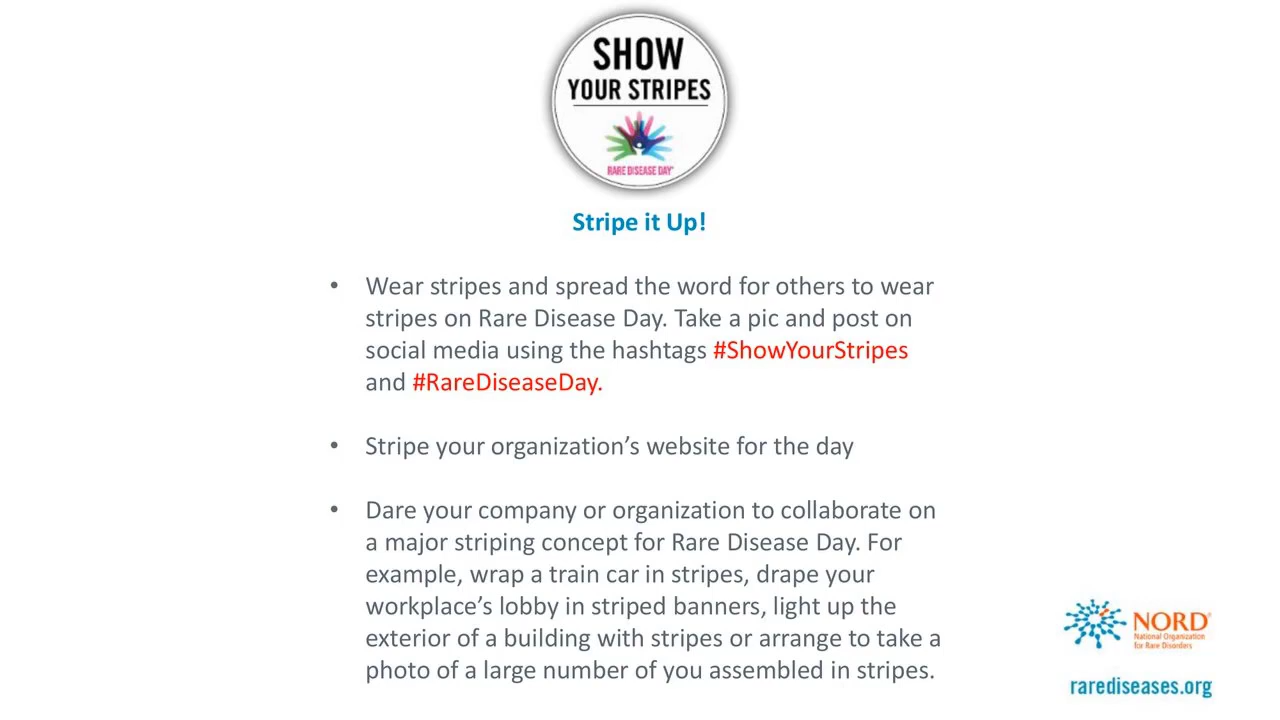 SHOW
YOUR STRIPES
RARE DISEASE DAY®
Stripe it Up!
• Wear stripes and spread the word for others to wear
stripes on Rare Disease Day. Take a pic and post on
social media using the hashtags #ShowYourStripes
and #RareDiseaseDay.
• Stripe your organization’s website for the day
• Dare your company or organization to collaborate on
a major striping concept for Rare Disease Day. For
example, wrap a train car in stripes, drape your
workplace’s lobby in striped banners, light up the
exterior of a building with stripes or arrange to take a
photo of a large number of you assembled in stripes.
NORD®
National Organization
for Rare Disorders
rarediseases.org